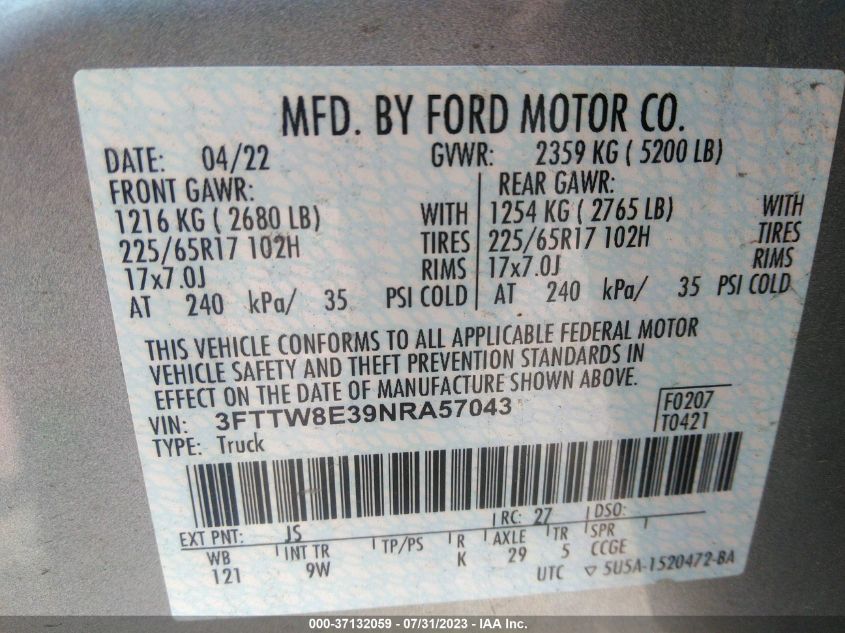 MFD. BY FORD MOTOR CO.
DATE: 04/22 GVWR: 2359 KG ( 5200 LB)
FRONT GAWR: REAR GAWR:
1216 KG ( 2680 LB) WITH 1254 KG ( 2765 LB) WITH
225/65R17 102H TIRES 225/65R17 102H TIRES
17x7.0J RIMS 17x7.0J RIMS
AT 240 kPa/ 35 PSI COLD AT 240 kPa/ 35 PSI COLD
THIS VEHICLE CONFORMS TO ALL APPLICABLE FEDERAL MOTOR
VEHICLE SAFETY AND THEFT PREVENTION STANDARDS IN
EFFECT ON THE DATE OF MANUFACTURE SHOWN ABOVE.
VIN: 3FTTW8E39NRA57043 F0207
TYPE: Truck T0421
EXT PNT: JS RC: 27 DSO:
WB INT TR TP/PS R AXLE TR SPR
121 9W K 29 5 CCGE
UTC ▽ 5U5A-1520472-BA
000-37132059 — 07/31/2023 — IAA Inc.